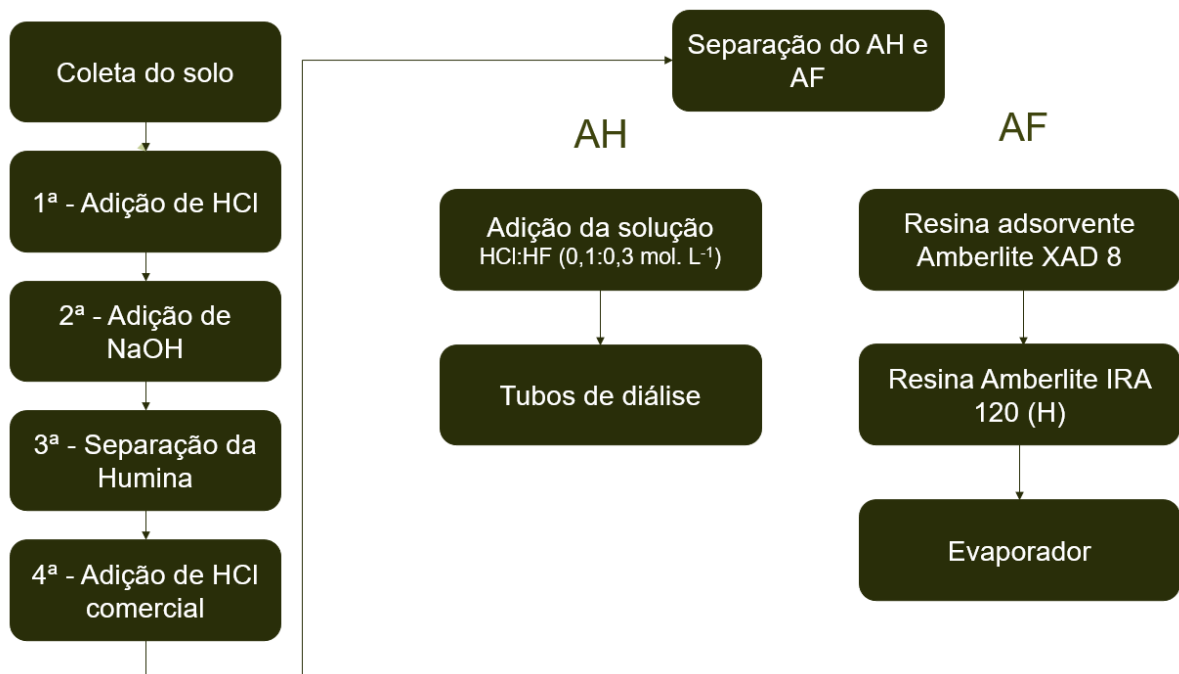 Coleta do solo
1ª - Adição de HCl
2ª - Adição de
NaOH
3ª - Separação da
Humina
4ª - Adição de HCl
comercial
Separação do AH e
AF
AH
Adição da solução
HCl:HF (0,1:0,3 mol. L⁻¹)
Tubos de diálise
AF
Resina adsorvente
Amberlite XAD 8
Resina Amberlite IRA
120 (H)
Evaporador